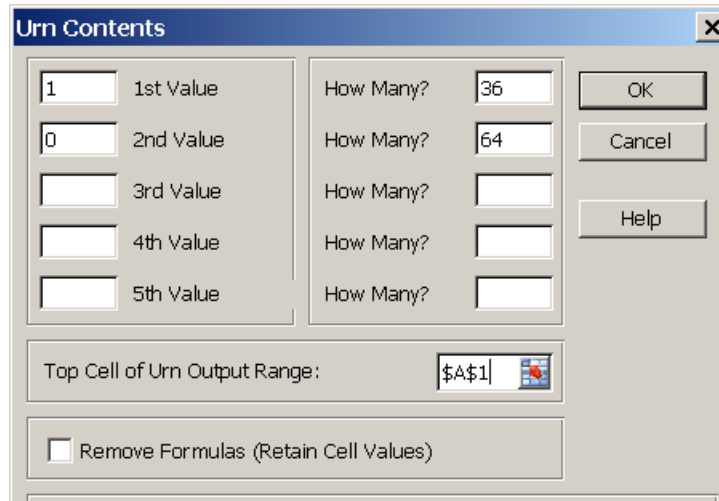 Urn Contents
1 1st Value How Many? 36 OK
0 2nd Value How Many? 64 Cancel
3rd Value How Many?
Help
4th Value How Many?
5th Value How Many?
Top Cell of Urn Output Range: $A$1
Remove Formulas (Retain Cell Values)